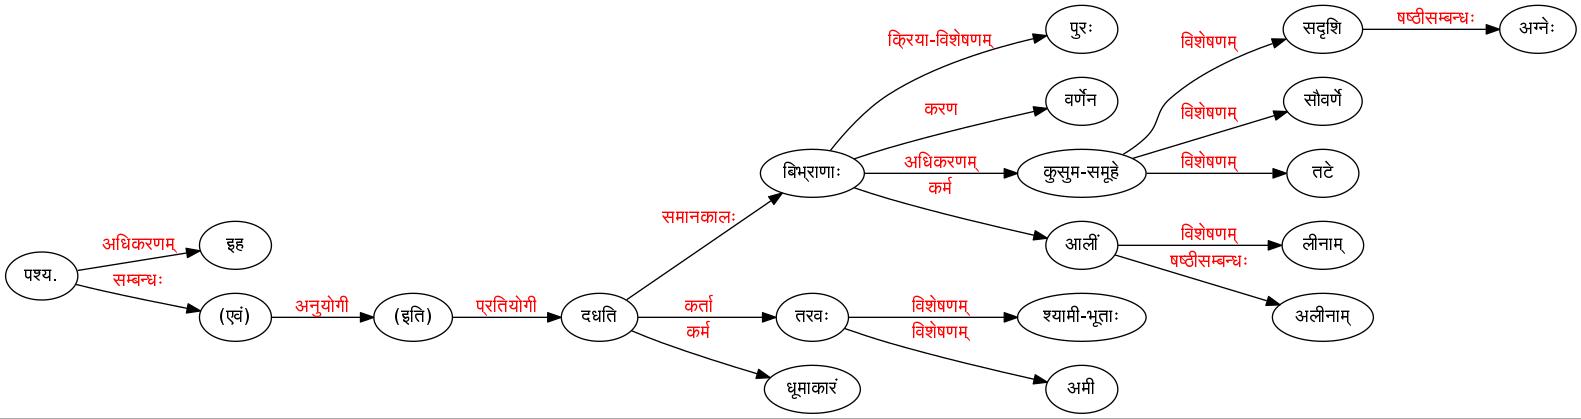 पुरः
सदृशि
षष्ठीसम्बन्धः
अग्नेः
क्रिया-विशेषणम्
विशेषणम्
करण
वर्णेन
विशेषणम्
सौवर्णे
बिभ्राणाः
अधिकरणम्
कुसुम-समूहे
विशेषणम्
तटे
कर्म
समानकालः
आलीं
विशेषणम्
लीनाम्
षष्ठीसम्बन्धः
पश्य.
अधिकरणम्
इह
सम्बन्धः
(एवं)
अनुयोगी
(इति)
प्रतियोगी
दधति
कर्ता
तरवः
विशेषणम्
श्यामी-भूताः
अलीनाम्
कर्म
विशेषणम्
धूमाकारं
अमी